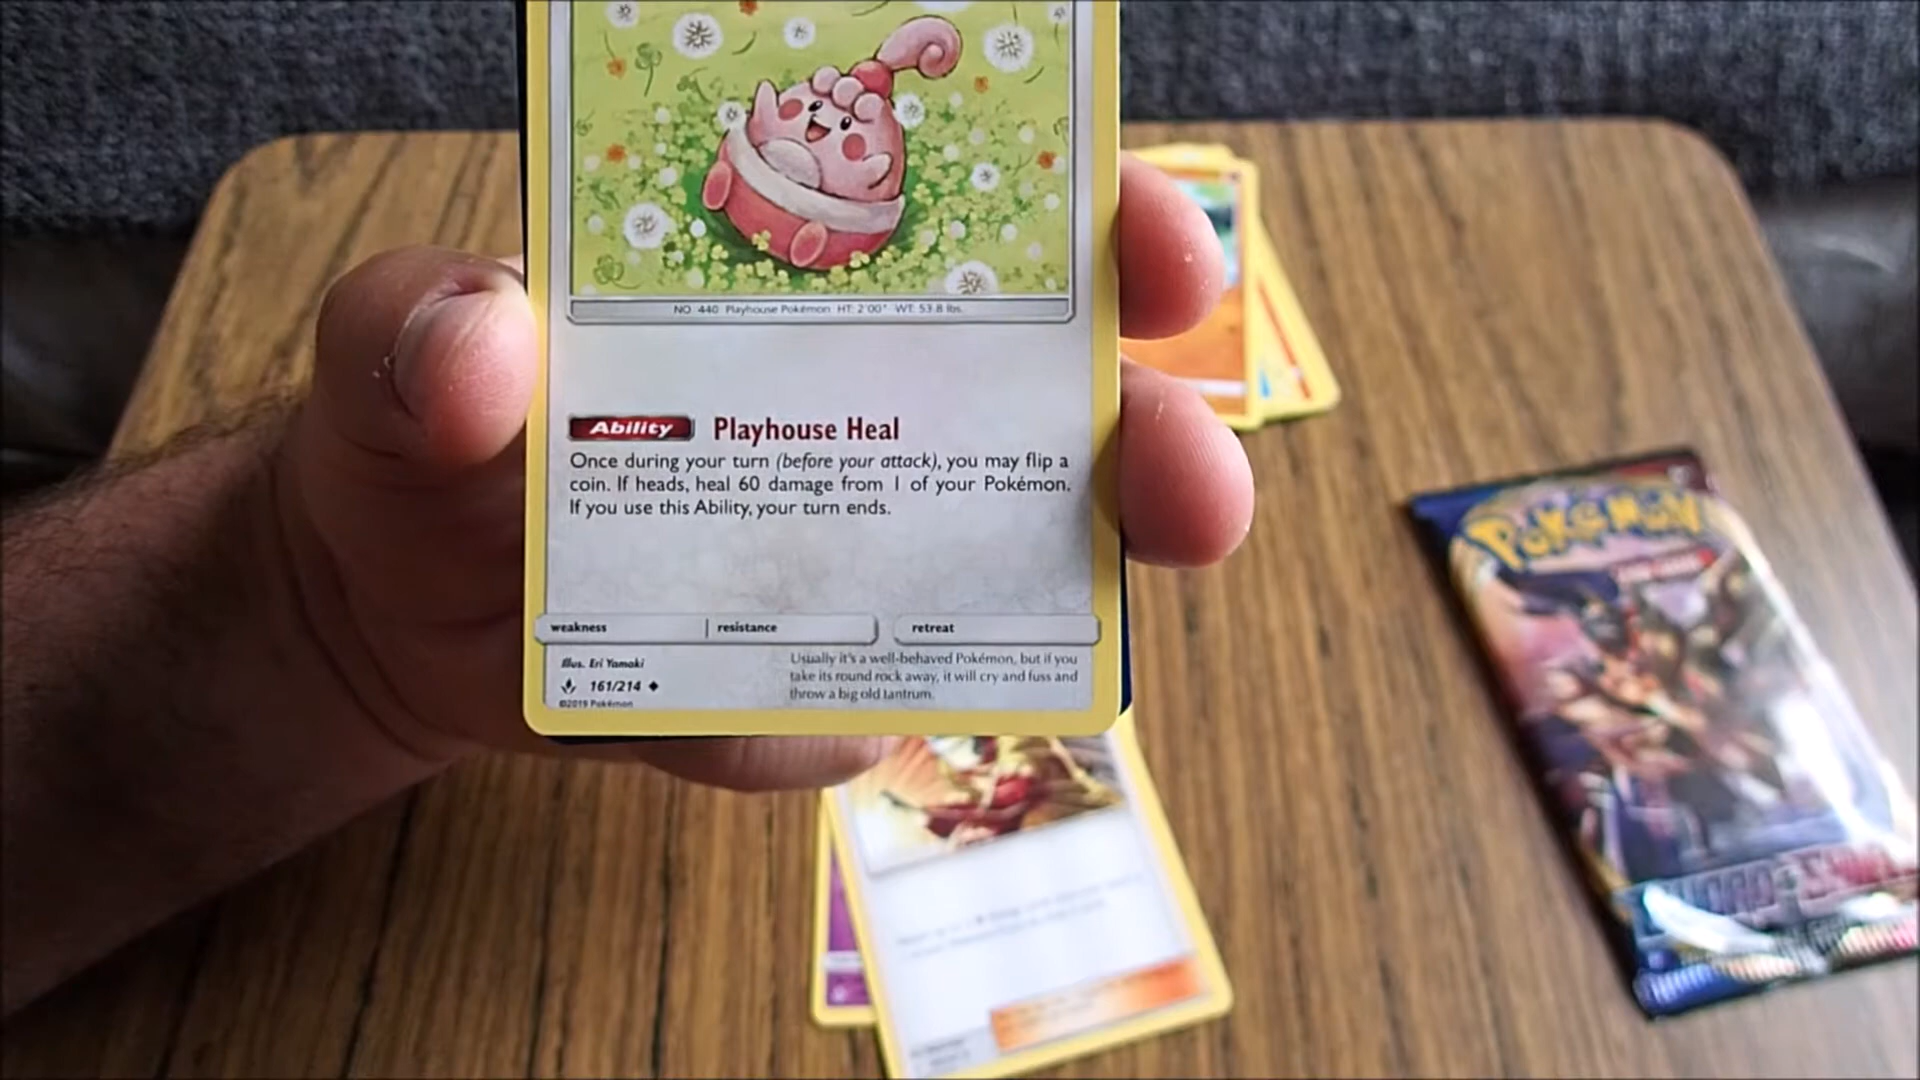 NO. 440 Playhouse Pokémon HT: 2'00" WT: 53.8 lbs.
Ability Playhouse Heal
Once during your turn (before your attack), you may flip a
coin. If heads, heal 60 damage from 1 of your Pokémon.
If you use this Ability, your turn ends.
weakness resistance retreat
Illus. Eri Yamaki
161/214
©2019 Pokémon
Usually it's a well-behaved Pokémon, but if you
take its round rock away, it will cry and fuss and
throw a big old tantrum.
POKéMON